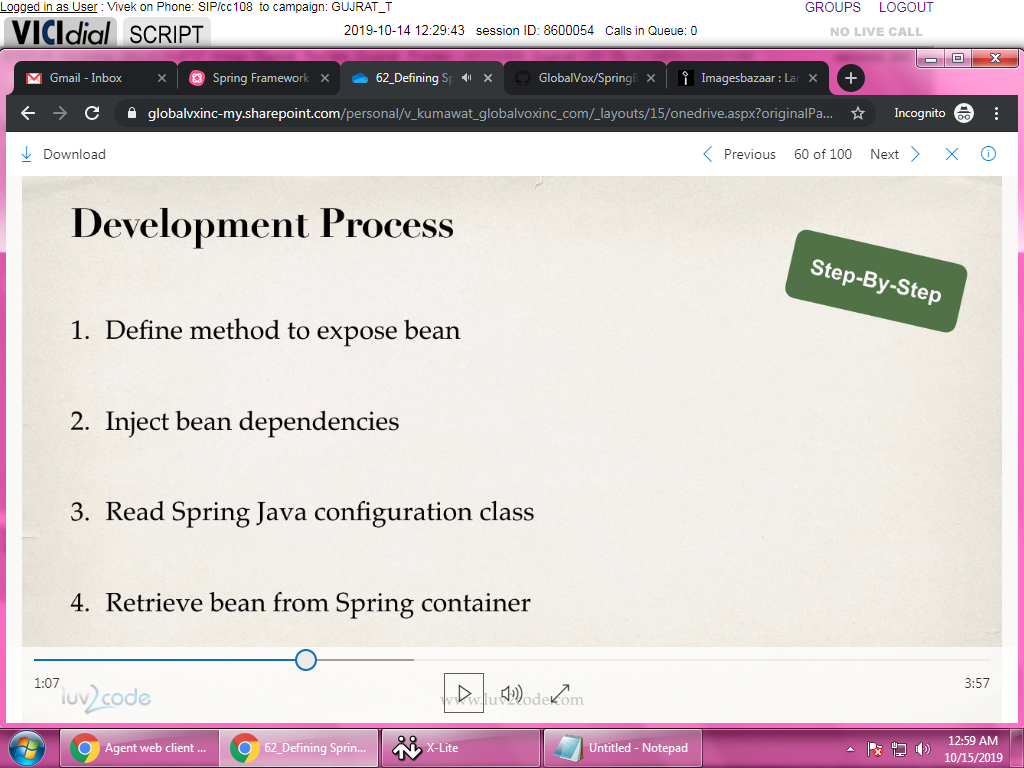 Logged in as User : Vivek on Phone: SIP/cc108 to campaign: GUJRAT_T
GROUPS LOGOUT
VICIdial SCRIPT
2019-10-14 12:29:43 session ID: 8600054 Calls in Queue: 0
NO LIVE CALL
Gmail - Inbox
Spring Framework
62_Defining Sp
GlobalVox/SpringB
Imagesbazaar : Lar
globalvxinc-my.sharepoint.com/personal/v_kumawat_globalvoxinc_com/_layouts/15/onedrive.aspx?originalPa...
Incognito
Download
Previous 60 of 100 Next
Development Process
Step-By-Step
1. Define method to expose bean
2. Inject bean dependencies
3. Read Spring Java configuration class
4. Retrieve bean from Spring container
1:07
3:57
luv2code
www.luv2code.com
Agent web client ...
62_Defining Sprin...
X-Lite
Untitled - Notepad
12:59 AM
10/15/2019